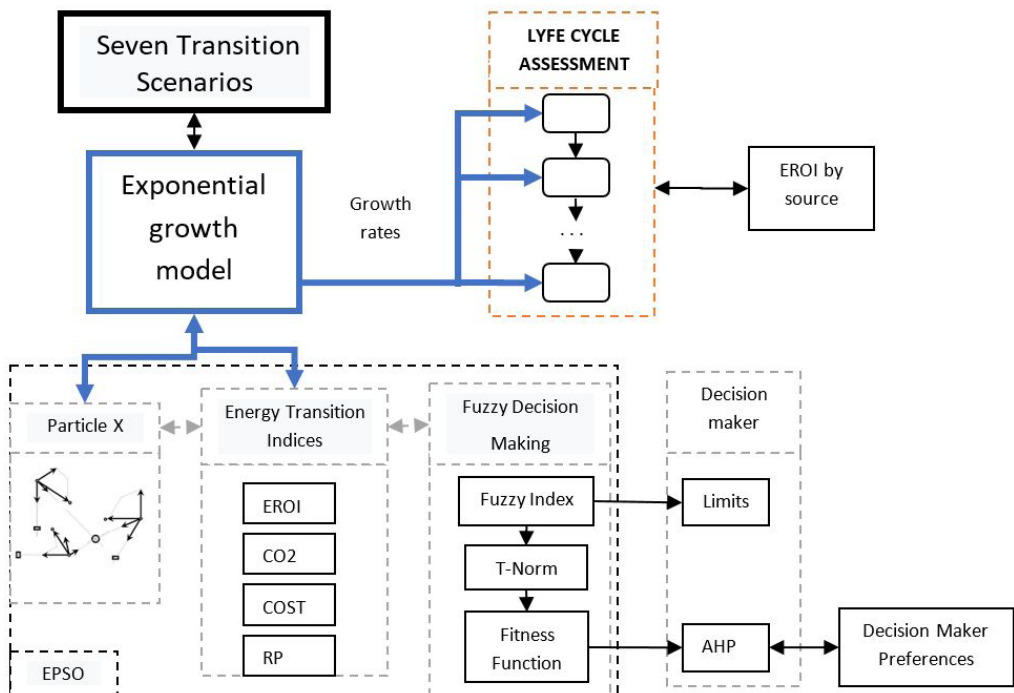 Seven Transition
Scenarios
LYFE CYCLE
ASSESSMENT
Exponential
growth
model
Growth
rates
. . .
EROI by
source
Particle X
Energy Transition
Indices
Fuzzy Decision
Making
Decision
maker
EROI
CO2
COST
RP
Fuzzy Index
T-Norm
Fitness
Function
Limits
AHP
Decision Maker
Preferences
EPSO